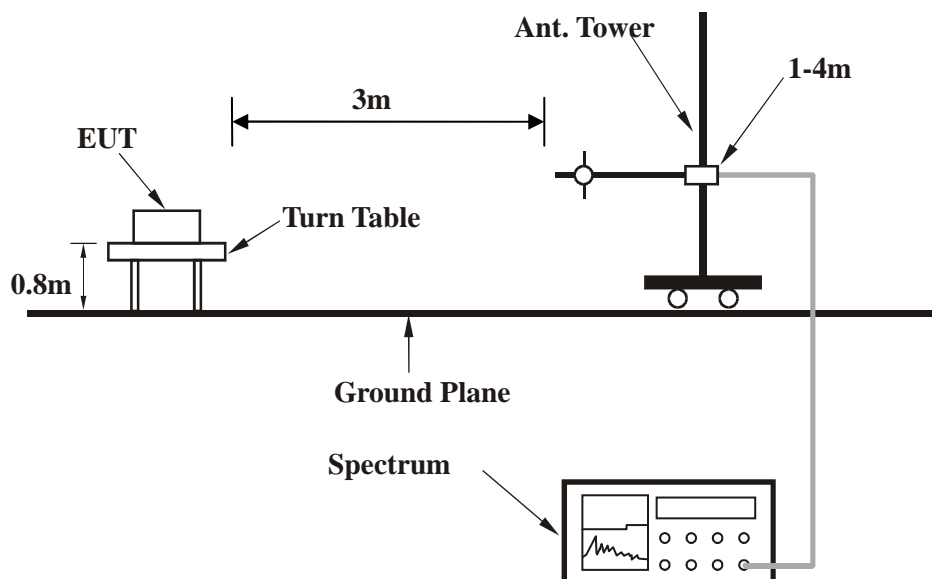 Ant. Tower
1-4m
3m
EUT
Turn Table
0.8m
Ground Plane
Spectrum